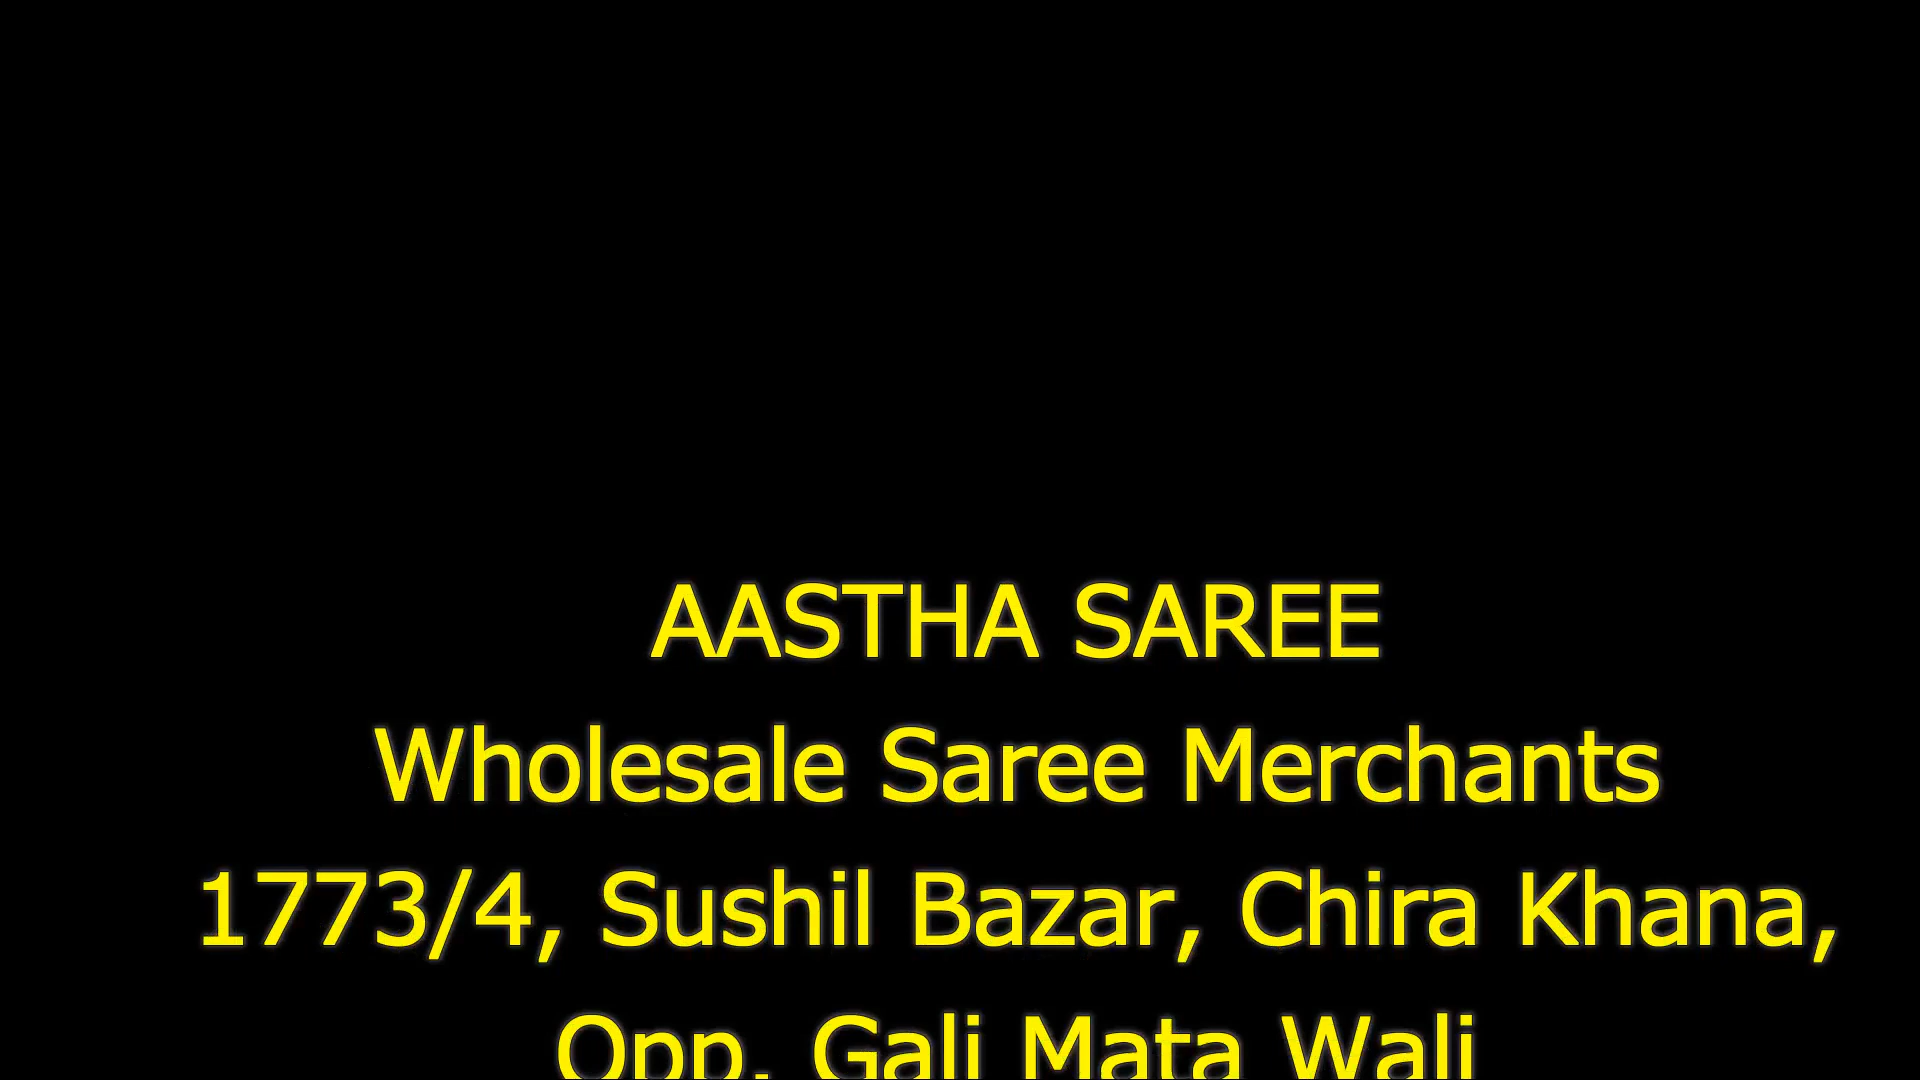 AASTHA SAREE
Wholesale Saree Merchants
1773/4, Sushil Bazar, Chira Khana,
Opp. Gali Mata Wali